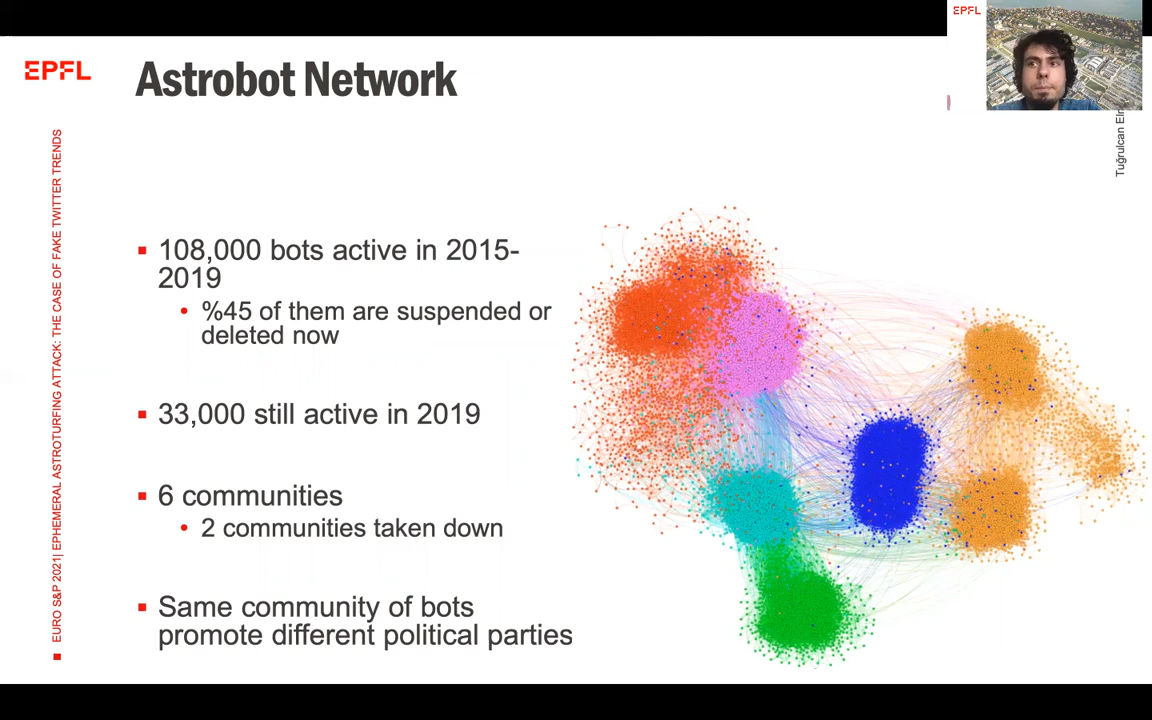 EPFL
EPFL
Astrobot Network
Tuğrulcan
EURO S&P 2021| EPHEMERAL ASTROTURFING ATTACK: THE CASE OF FAKE TWITTER TRENDS
108,000 bots active in 2015-
2019
%45 of them are suspended or
deleted now
33,000 still active in 2019
6 communities
2 communities taken down
Same community of bots
promote different political parties